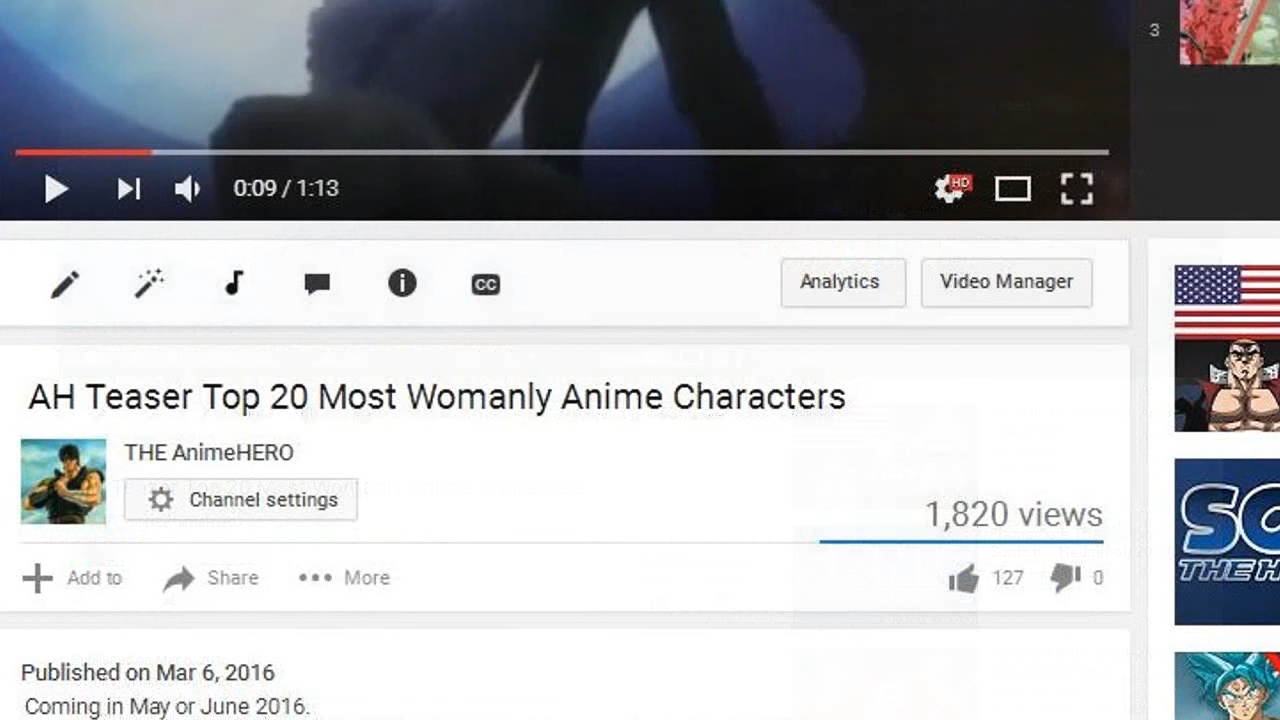 3
0:09 / 1:13
HD
CC
Analytics
Video Manager
AH Teaser Top 20 Most Womanly Anime Characters
THE AnimeHERO
Channel settings
1,820 views
Add to
Share
More
127
0
THE H
Published on Mar 6, 2016
Coming in May or June 2016.